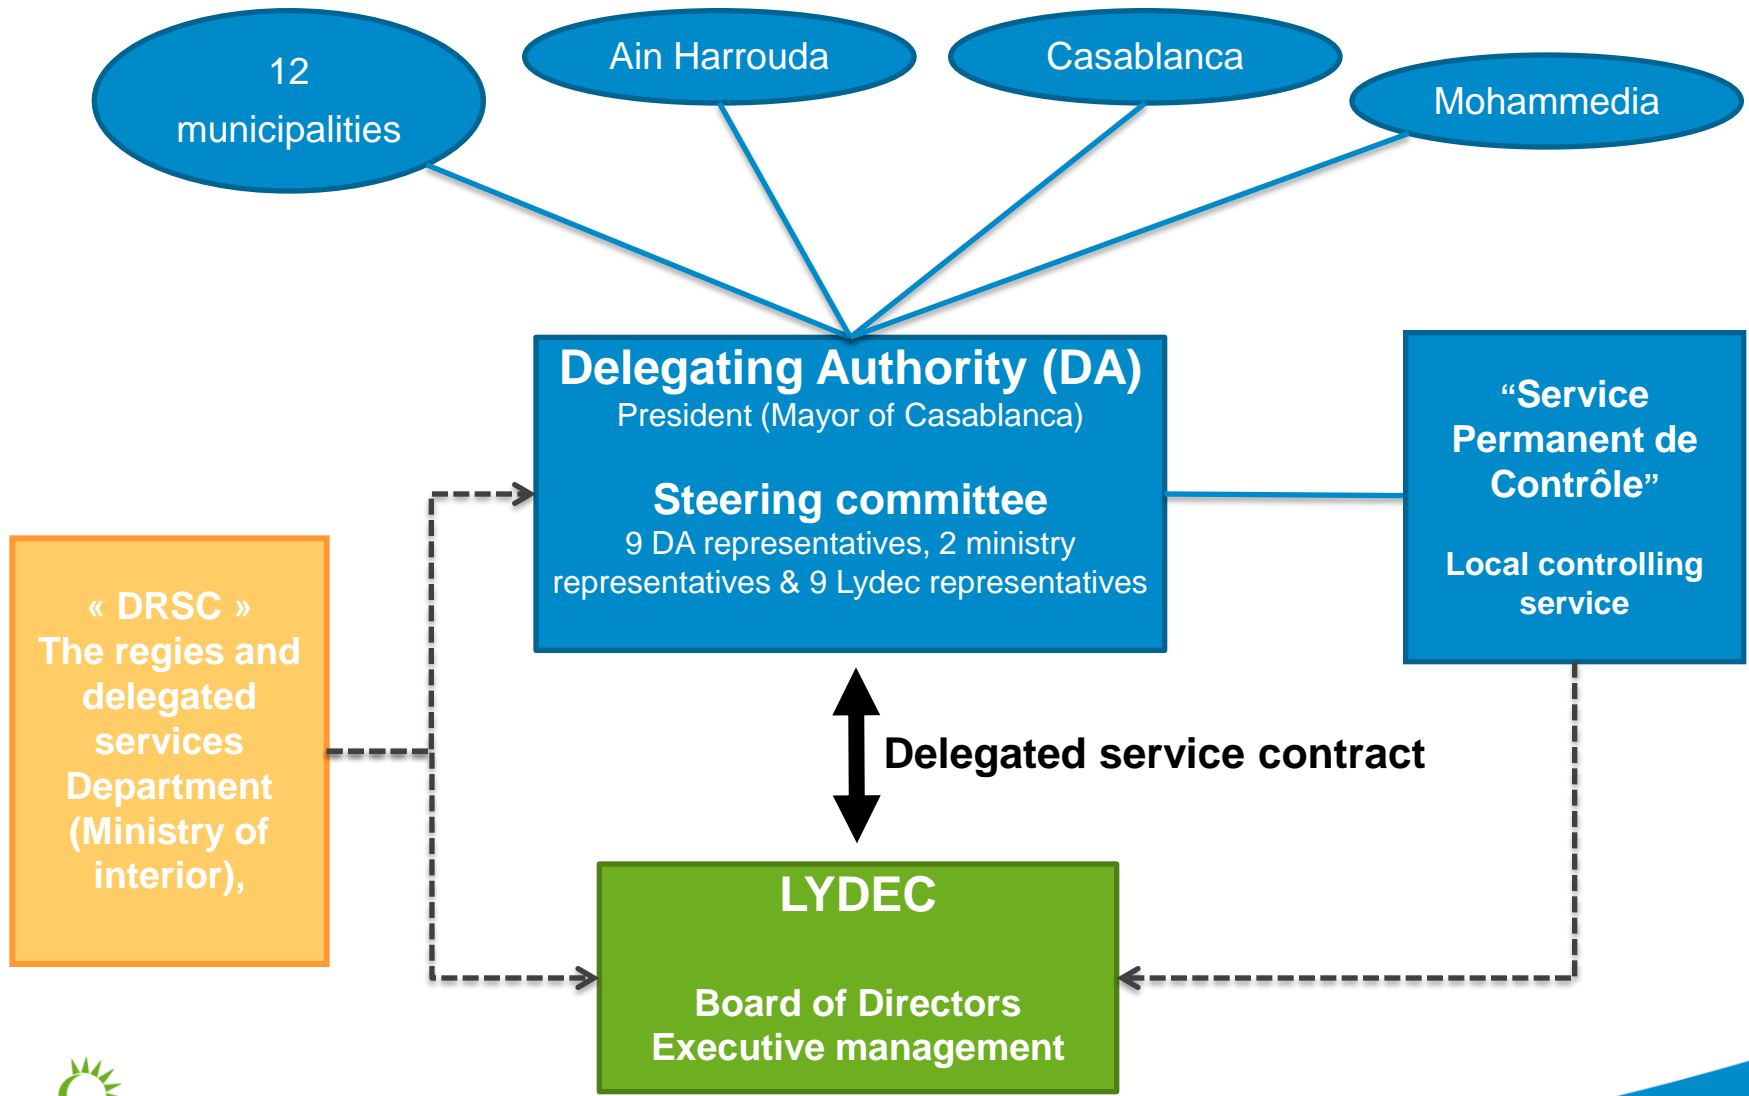 12
municipalities
Ain Harrouda
Casablanca
Mohammedia
Delegating Authority (DA)
President (Mayor of Casablanca)
Steering committee
9 DA representatives, 2 ministry
representatives & 9 Lydec representatives
“Service
Permanent de
Contrôle”
Local controlling
service
« DRSC »
The regies and
delegated
services
Department
(Ministry of
interior),
Delegated service contract
LYDEC
Board of Directors
Executive management